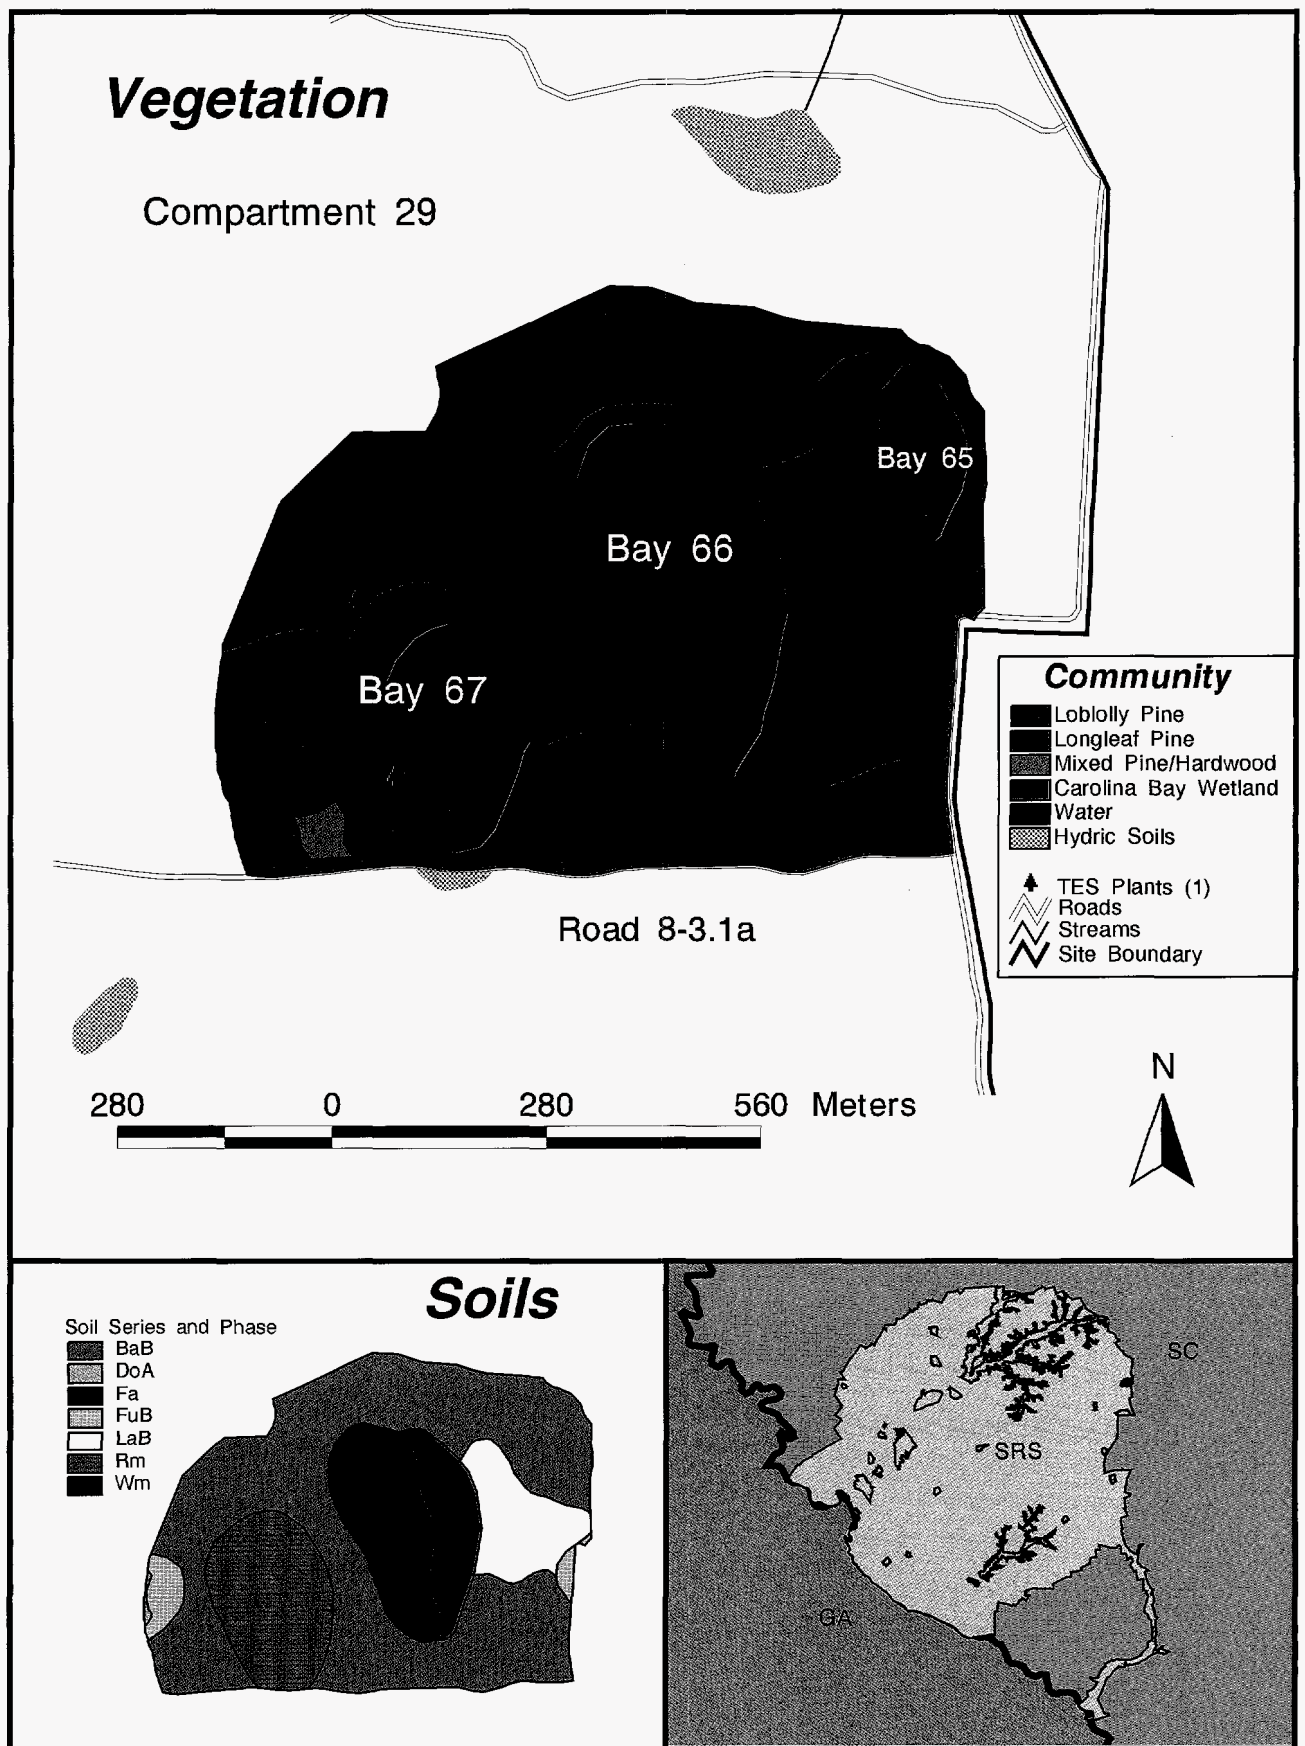 Vegetation
Compartment 29
Bay 65
Bay 66
Bay 67
Community
Loblolly Pine
Longleaf Pine
Mixed Pine/Hardwood
Carolina Bay Wetland
Water
Hydric Soils
TES Plants (1)
Roads
Streams
Site Boundary
Road 8-3.1a
N
280 0 280 560 Meters
Soils
Soil Series and Phase
BaB
DoA
Fa
FuB
LaB
Rm
Wm
SC
SRS
GA